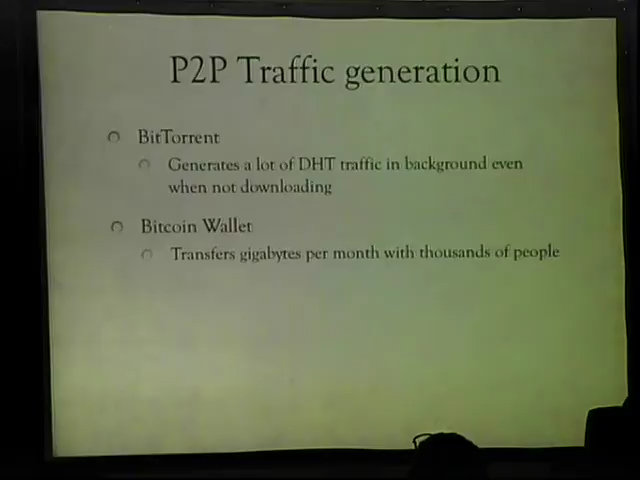 P2P Traffic generation
BitTorrent
Generates a lot of DHT traffic in background even
when not downloading
Bitcoin Wallet
Transfers gigabytes per month with thousands of people